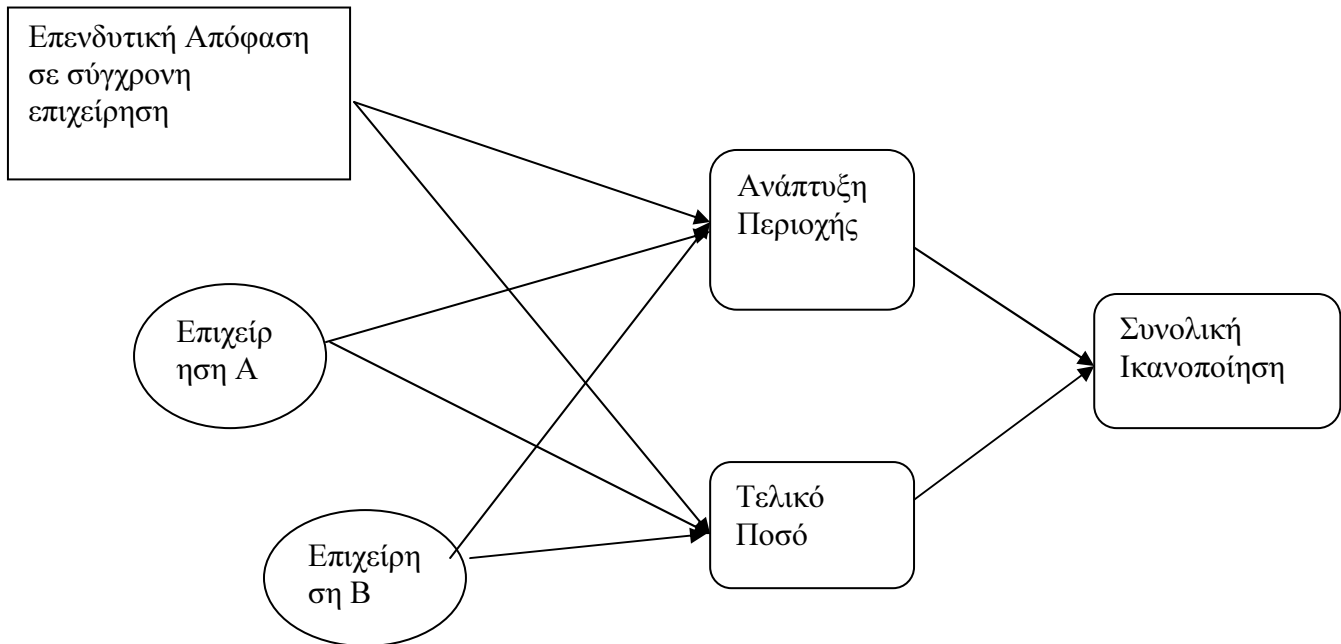 Επενδυτική Απόφαση
σε σύγχρονη
επιχείρηση
Ανάπτυξη
Περιοχής
Επιχείρ
ηση Α
Συνολική
Ικανοποίηση
Τελικό
Ποσό
Επιχείρη
ση Β